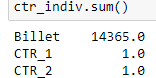 ctr_indiv.sum()
Billet    14365.0
CTR_1         1.0
CTR_2         1.0